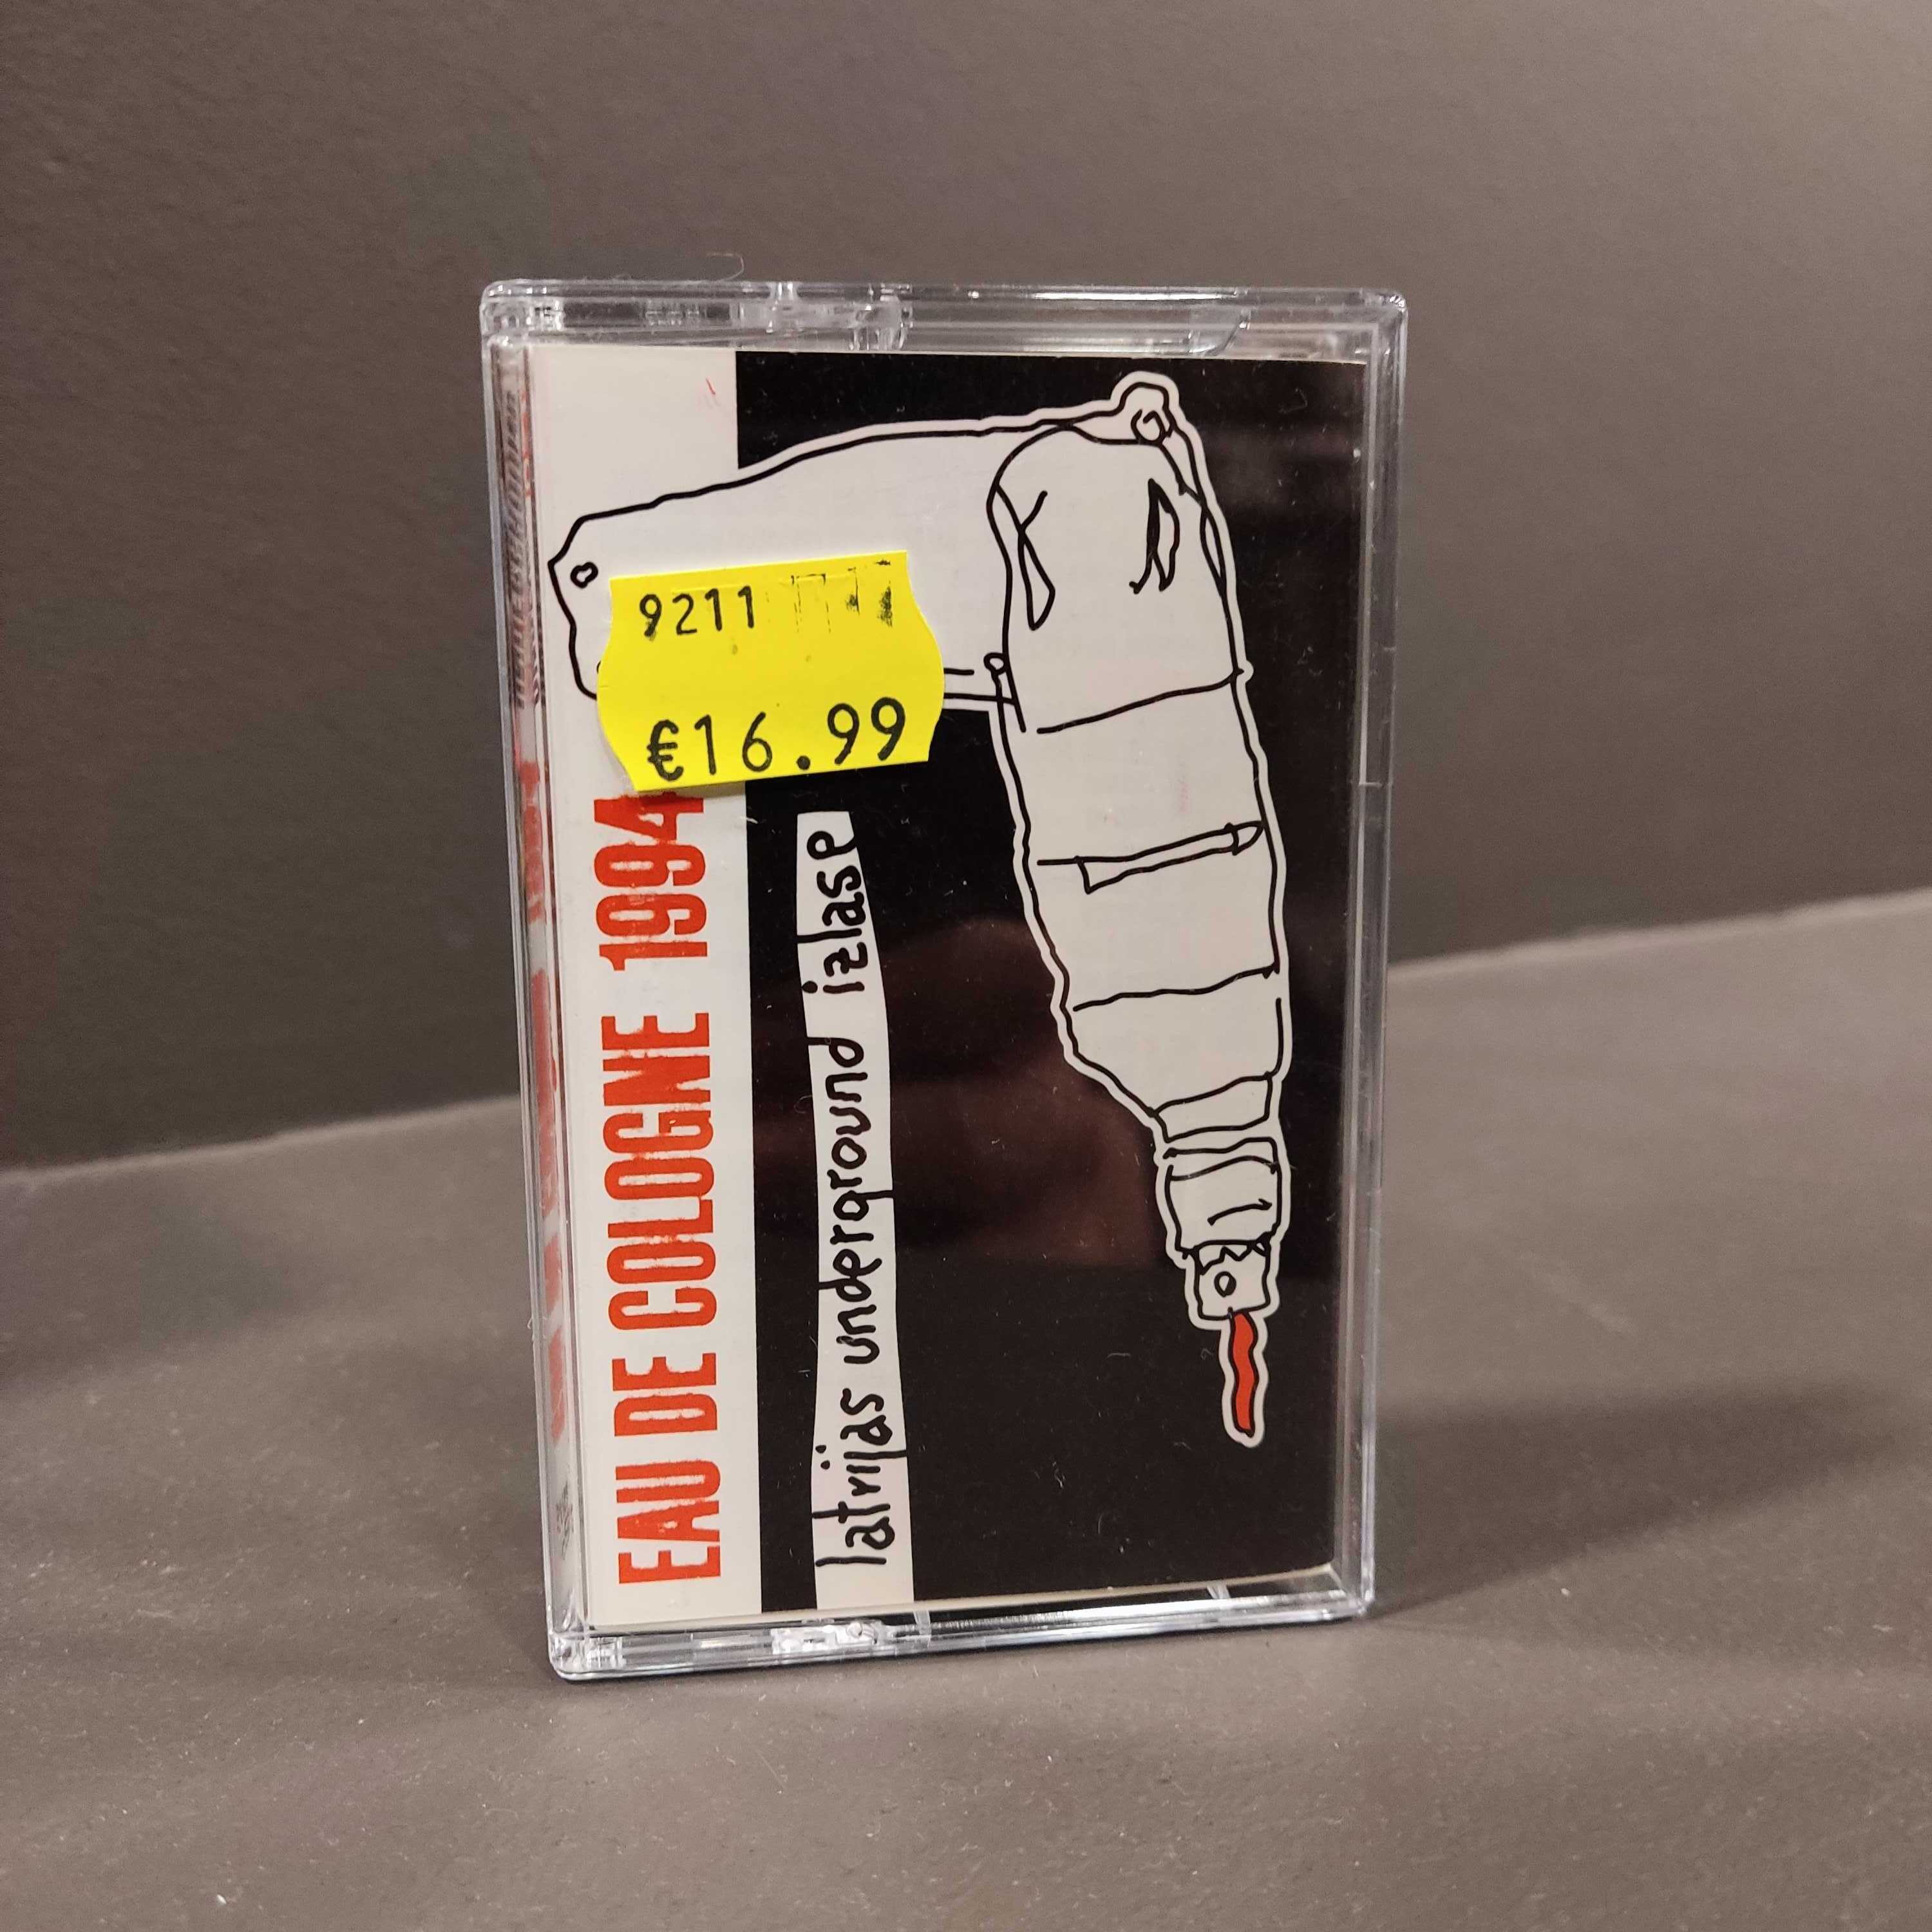 9211
€16.99
EAU DE COLOGNE 1994
latvijas underground izlase